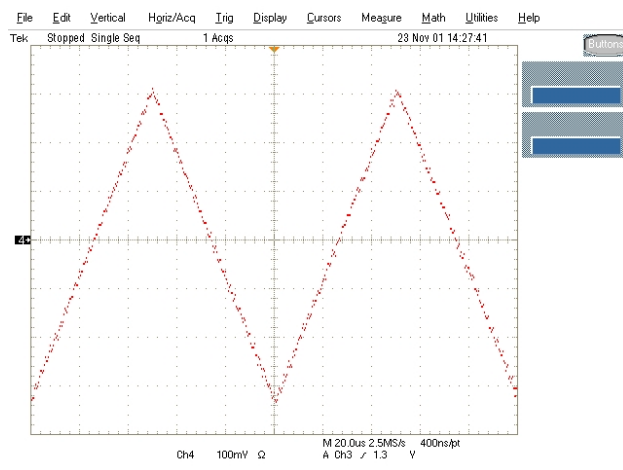 File Edit Vertical Horiz/Acq Trig Display Cursors Measure Math Utilities Help
Tek Stopped Single Seq 1 Acqs 23 Nov 01 14:27:41
Buttons
4
M 20.0us 2.5MS/s 400ns/pt
Ch4 100mV Ω A Ch3 ∕ 1.3 V